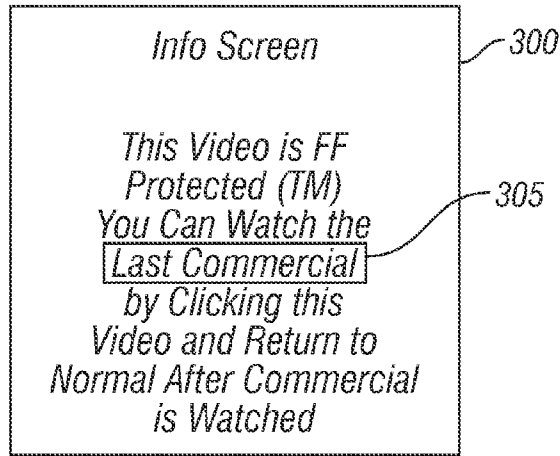 Info Screen
300
This Video is FF
Protected (TM)
You Can Watch the
305
Last Commercial
by Clicking this
Video and Return to
Normal After Commercial
is Watched